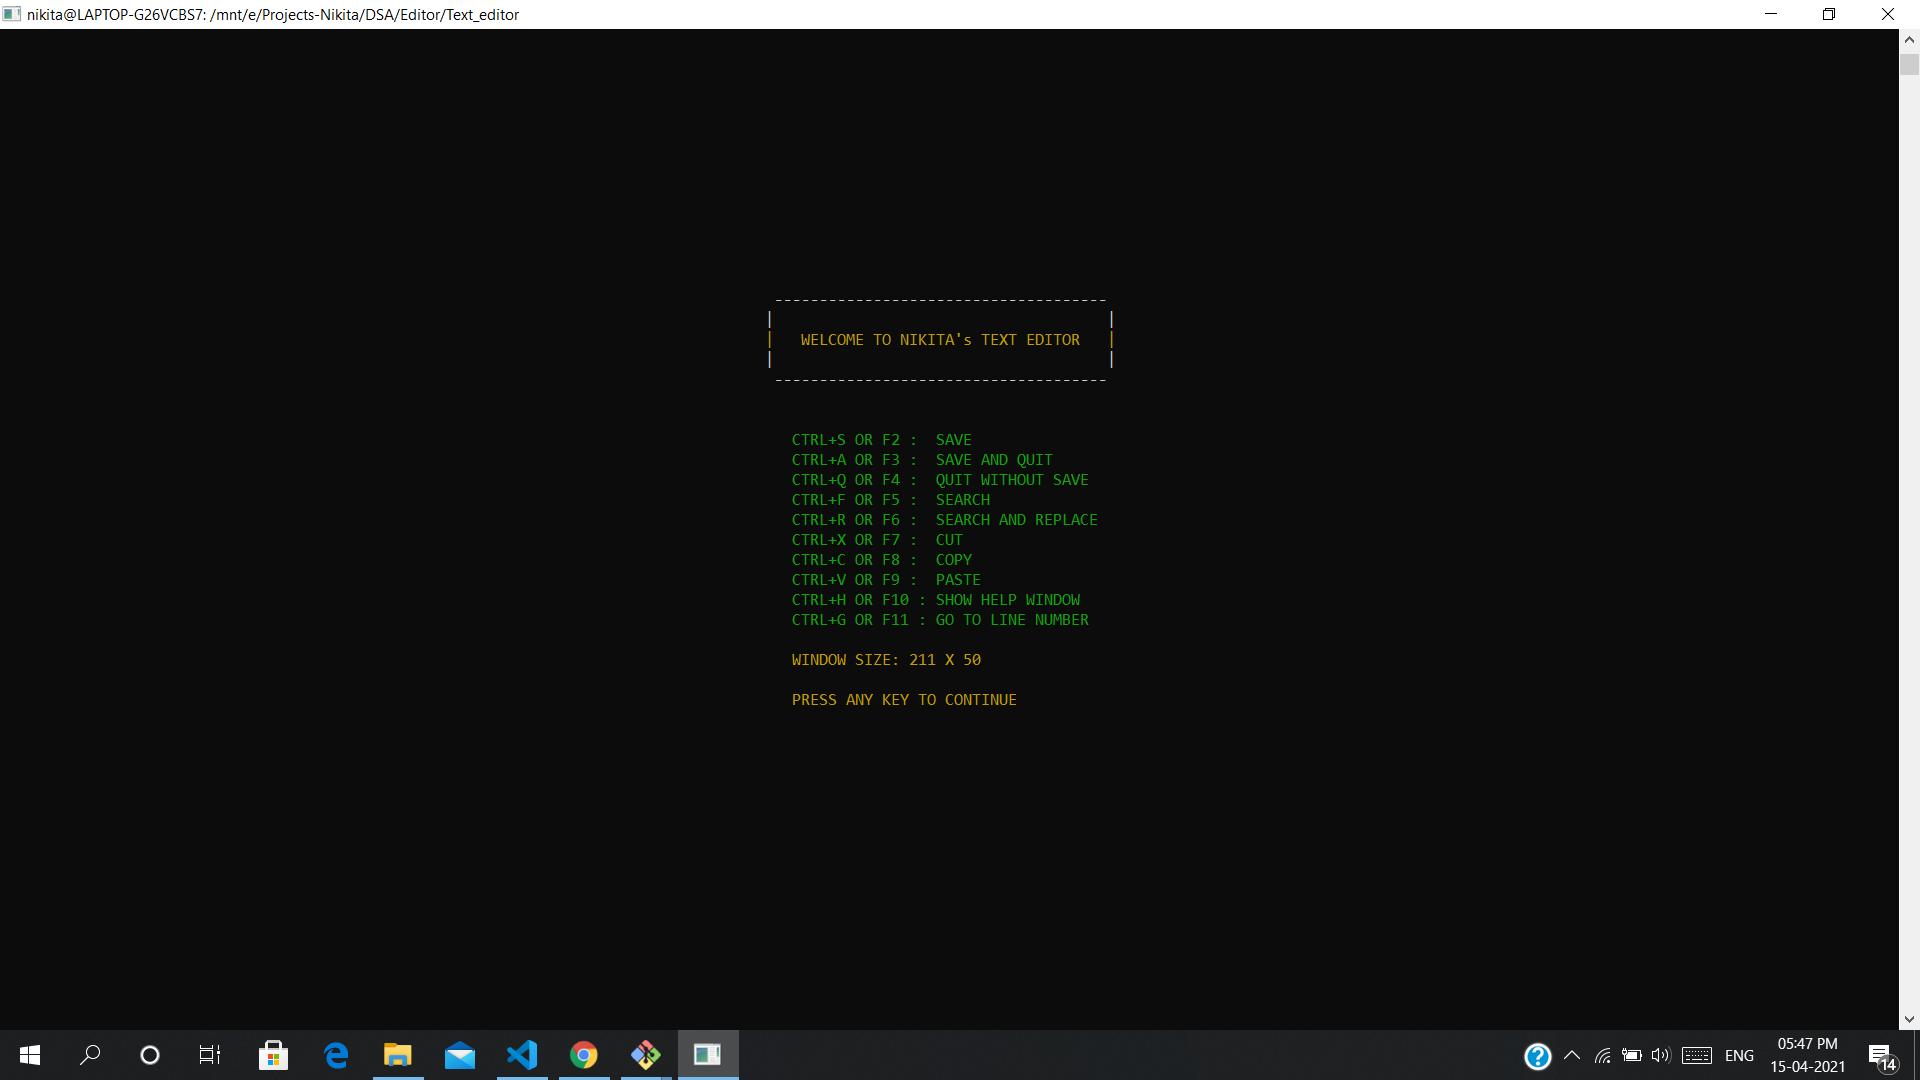 nikita@LAPTOP-G26VCBS7: /mnt/e/Projects-Nikita/DSA/Editor/Text_editor
WELCOME TO NIKITA's TEXT EDITOR
CTRL+S OR F2 :  SAVE
CTRL+A OR F3 :  SAVE AND QUIT
CTRL+Q OR F4 :  QUIT WITHOUT SAVE
CTRL+F OR F5 :  SEARCH
CTRL+R OR F6 :  SEARCH AND REPLACE
CTRL+X OR F7 :  CUT
CTRL+C OR F8 :  COPY
CTRL+V OR F9 :  PASTE
CTRL+H OR F10 : SHOW HELP WINDOW
CTRL+G OR F11 : GO TO LINE NUMBER
WINDOW SIZE: 211 X 50
PRESS ANY KEY TO CONTINUE
ENG
05:47 PM
15-04-2021
14